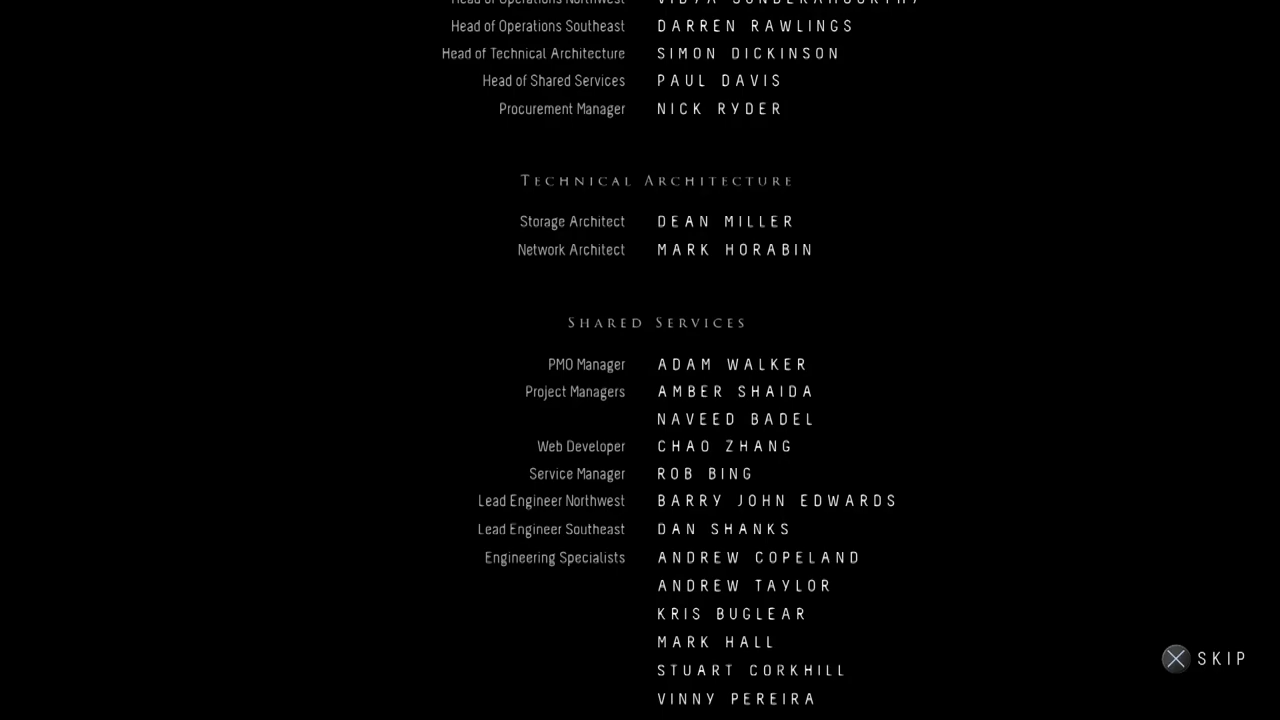 Head of Operations Northwest
Head of Operations Southeast DARREN RAWLINGS
Head of Technical Architecture SIMON DICKINSON
Head of Shared Services PAUL DAVIS
Procurement Manager NICK RYDER
TECHNICAL ARCHITECTURE
Storage Architect DEAN MILLER
Network Architect MARK HORABIN
SHARED SERVICES
PMO Manager ADAM WALKER
Project Managers AMBER SHAIDA
NAVEED BADEL
Web Developer CHAO ZHANG
Service Manager ROB BING
Lead Engineer Northwest BARRY JOHN EDWARDS
Lead Engineer Southeast DAN SHANKS
Engineering Specialists ANDREW COPELAND
ANDREW TAYLOR
KRIS BUGLEAR
MARK HALL
STUART CORKHILL
VINNY PEREIRA
SKIP